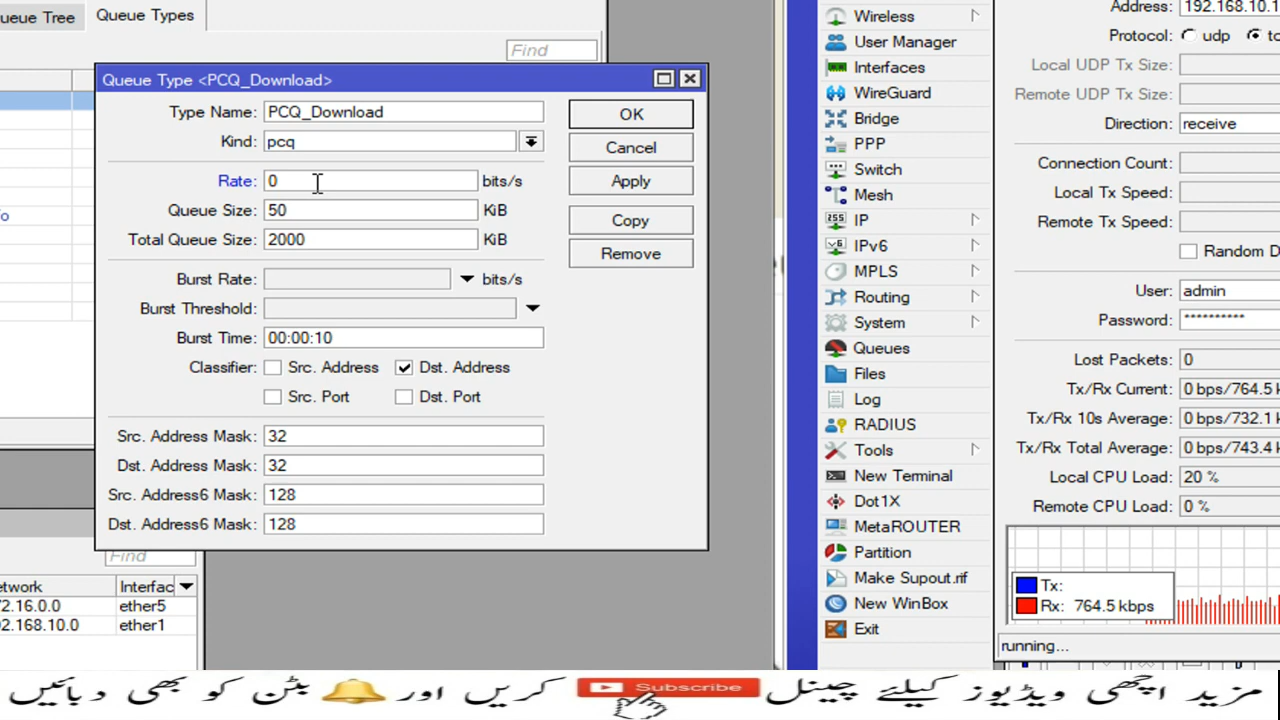 ueue Tree
Queue Types
Find
Queue Type <PCQ_Download>
Type Name: PCQ_Download
Kind: pcq
Rate: 0 bits/s
Queue Size: 50 KiB
Total Queue Size: 2000 KiB
Burst Rate: bits/s
Burst Threshold:
Burst Time: 00:00:10
Classifier: Src. Address Dst. Address
Src. Port Dst. Port
Src. Address Mask: 32
Dst. Address Mask: 32
Src. Address6 Mask: 128
Dst. Address6 Mask: 128
OK
Cancel
Apply
Copy
Remove
Find
etwork Interfac
72.16.0.0 ether5
92.168.10.0 ether1
Wireless
User Manager
Interfaces
WireGuard
Bridge
PPP
Switch
Mesh
IP
IPv6
MPLS
Routing
System
Queues
Files
Log
RADIUS
Tools
New Terminal
Dot1X
MetaROUTER
Partition
Make Supout.rif
New WinBox
Exit
Address: 192.168.10.1
Protocol: udp tc
Local UDP Tx Size:
Remote UDP Tx Size:
Direction: receive
Connection Count:
Local Tx Speed:
Remote Tx Speed:
Random D
User: admin
Password: **********
Lost Packets: 0
Tx/Rx Current: 0 bps/764.5 k
Tx/Rx 10s Average: 0 bps/732.1 k
Tx/Rx Total Average: 0 bps/743.4 k
Local CPU Load: 20 %
Remote CPU Load: 0 %
Tx:
Rx: 764.5 kbps
running...
مزید اچھی ویڈیوز کیلئے چینل Subscribe کریں اور بٹن کو بھی دبائیں